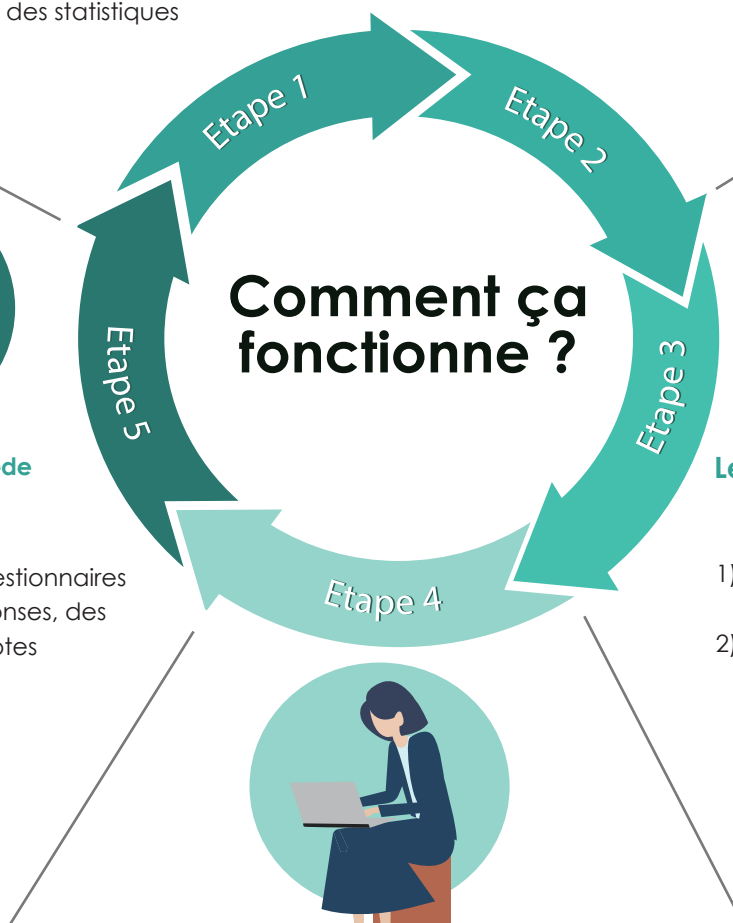 des statistiques
Etape 1
Etape 2
Comment ça
fonctionne ?
Etape 3
Etape 5
de
Le
estionnaires
1)
onses, des
Etape 4
otes
2)